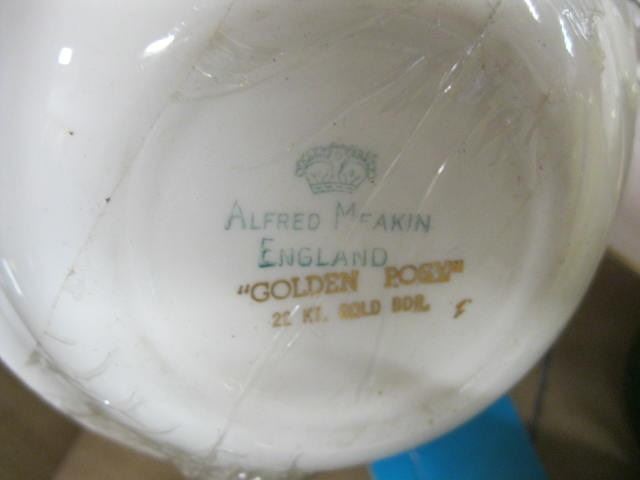 ALFRED MEAKIN
ENGLAND
"GOLDEN POSY"
22 KT. GOLD BDR.